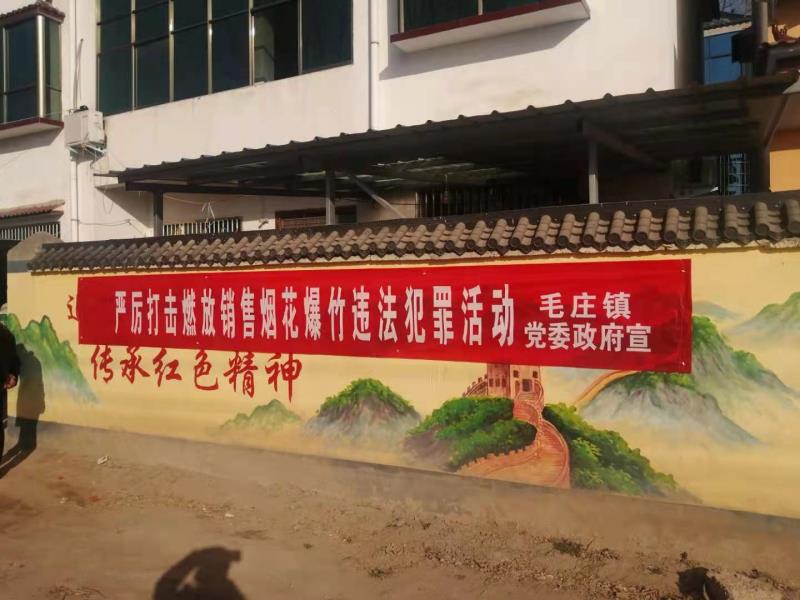 严厉打击燃放销售烟花爆竹违法犯罪活动
毛庄镇
党委政府宣
传承红色精神